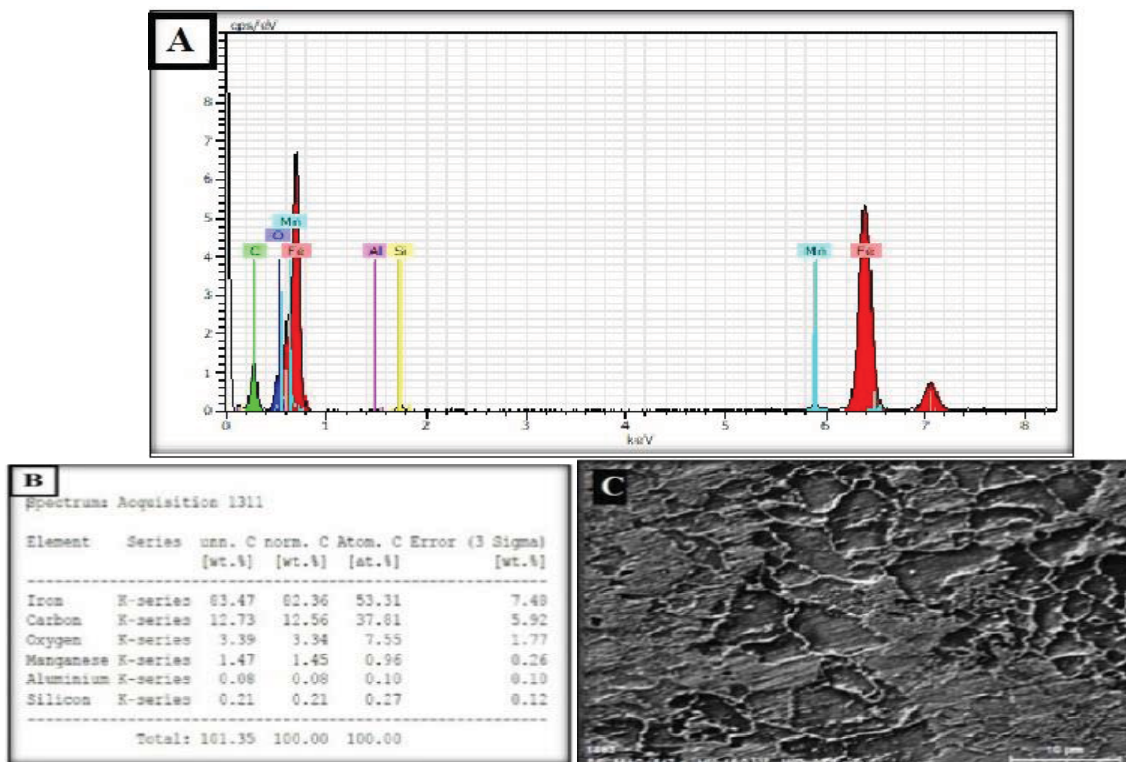 A
cps/eV
8
7
6
5
4
3
2
1
0
C O Mn Fe Al Si Mn Fe
0 1 2 3 4 5 6 7 8
keV
B
Spectrum: Acquisition 1311
Element Series unn. C norm. C Atom. C Error (3 Sigma)
[wt.%] [wt.%] [at.%] [wt.%]
Iron K-series 83.47 82.36 53.31 7.48
Carbon K-series 12.73 12.56 37.81 5.92
Oxygen K-series 3.39 3.34 7.55 1.77
Manganese K-series 1.47 1.45 0.96 0.26
Aluminium K-series 0.08 0.08 0.10 0.10
Silicon K-series 0.21 0.21 0.27 0.12
Total: 101.35 100.00 100.00
C
10 µm